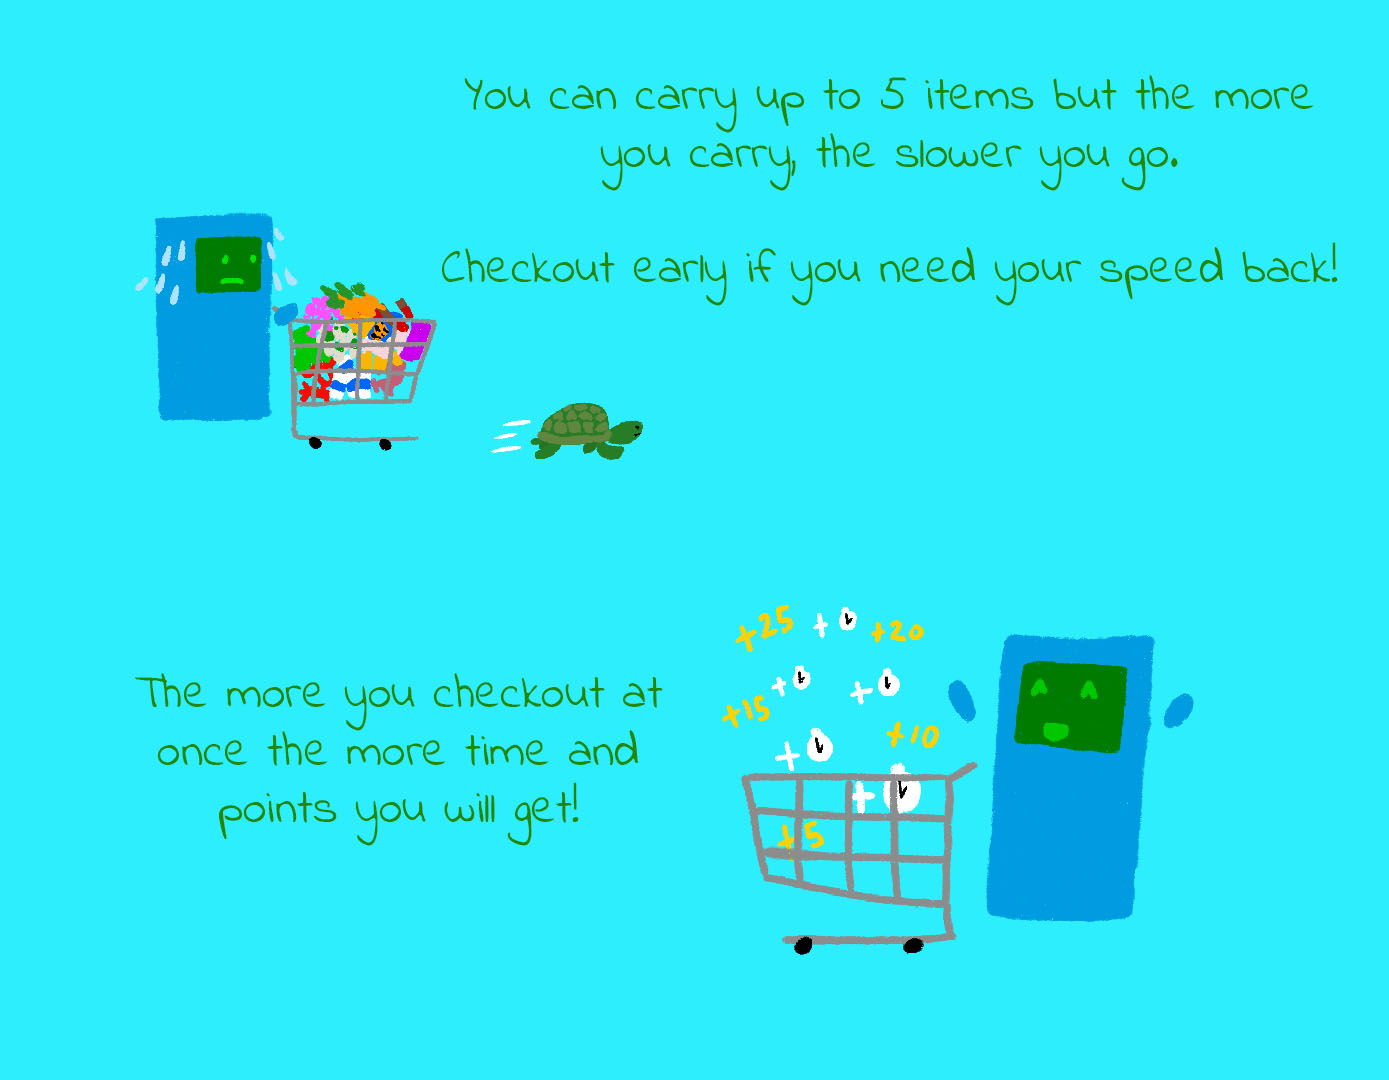 You can carry up to 5 items but the more
you carry, the slower you go.
Checkout early if you need your speed back!
The more you checkout at
once the more time and
points you will get!
+25 + +20
+ +
+15
+10
+
+
+5